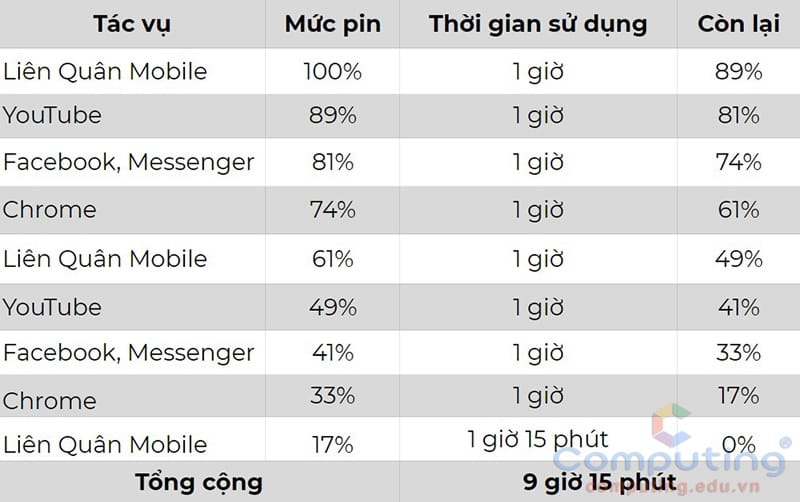 Tác vụ Mức pin Thời gian sử dụng Còn lại
Liên Quân Mobile 100% 1 giờ 89%
YouTube 89% 1 giờ 81%
Facebook, Messenger 81% 1 giờ 74%
Chrome 74% 1 giờ 61%
Liên Quân Mobile 61% 1 giờ 49%
YouTube 49% 1 giờ 41%
Facebook, Messenger 41% 1 giờ 33%
Chrome 33% 1 giờ 17%
Liên Quân Mobile 17% 1 giờ 15 phút 0%
Computing®
Tổng cộng 9 giờ 15 phút
computing.edu.vn